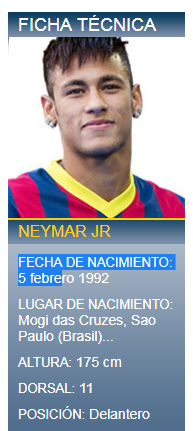 FICHA TÉCNICA
NEYMAR JR
FECHA DE NACIMIENTO:
5 febrero 1992
LUGAR DE NACIMIENTO:
Mogi das Cruzes, Sao
Paulo (Brasil)...
ALTURA: 175 cm
DORSAL: 11
POSICIÓN: Delantero